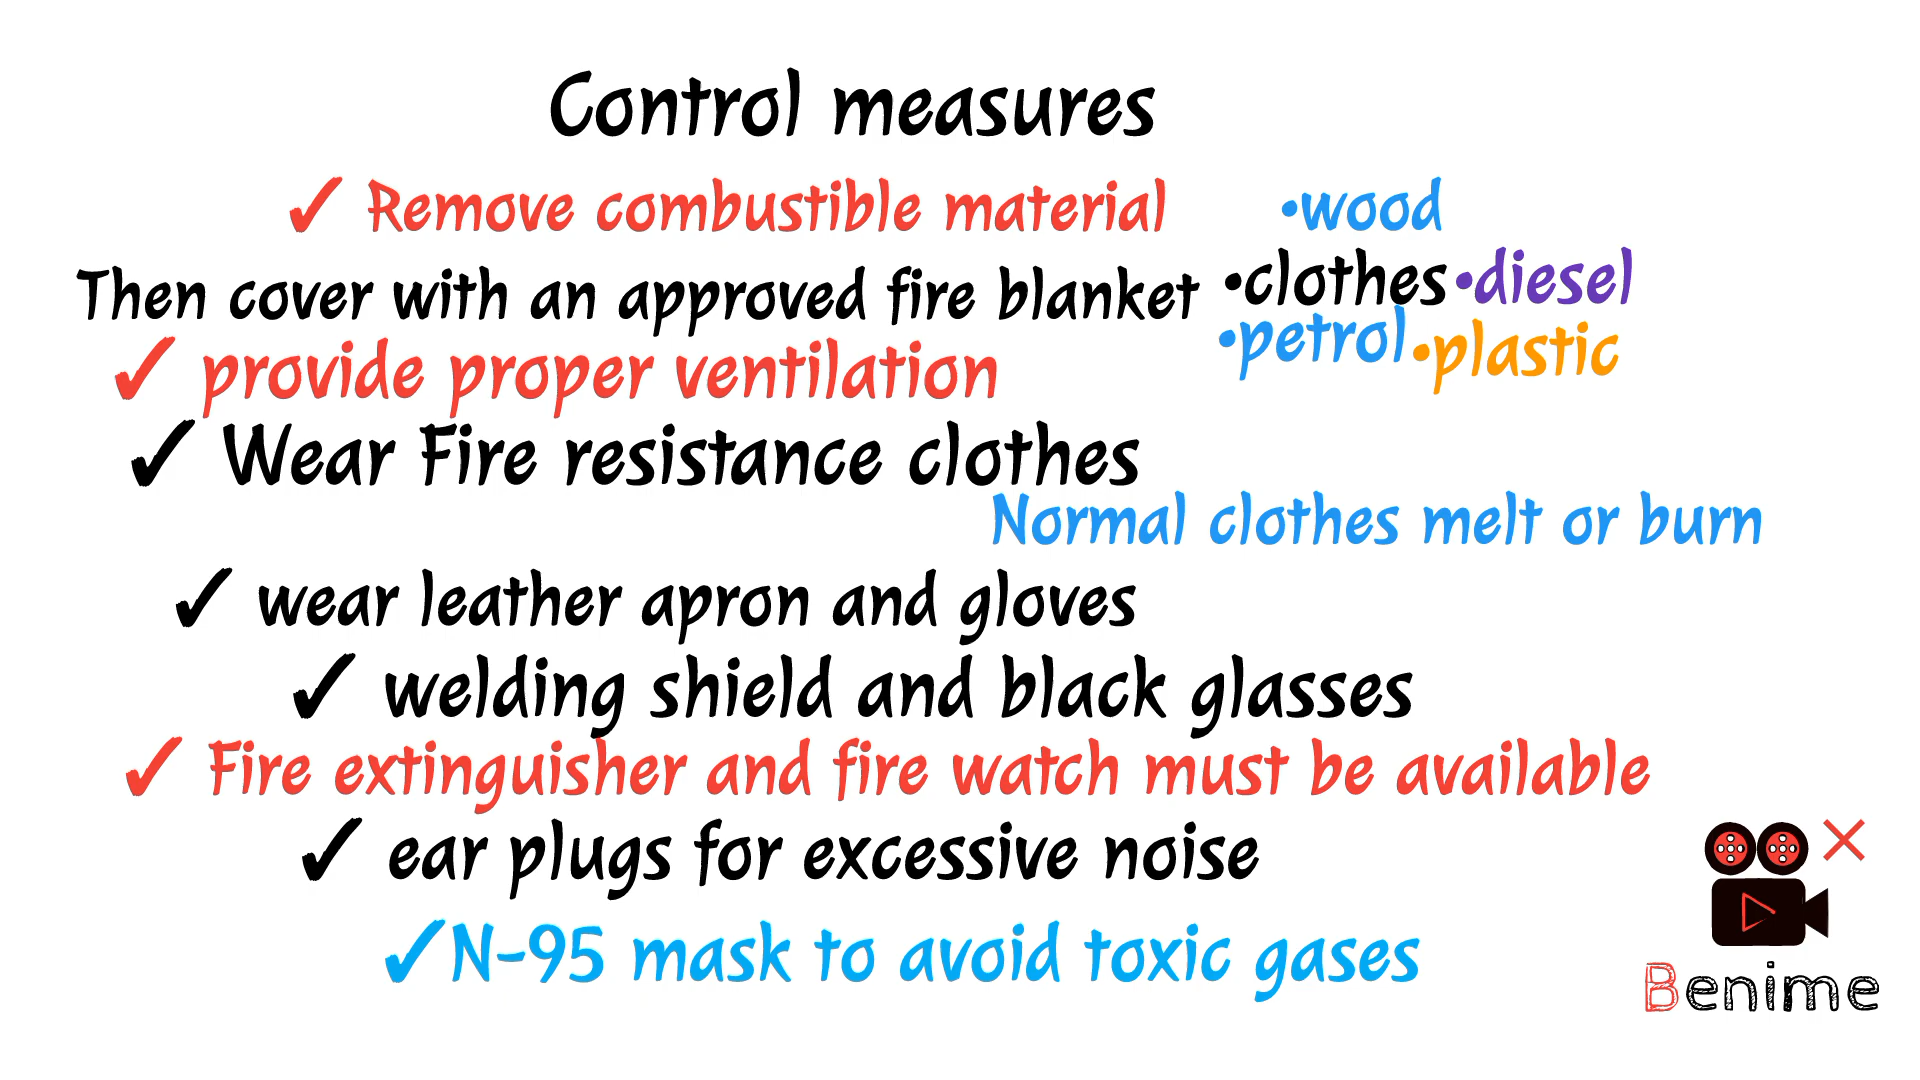 Control measures
✓ Remove combustible material
•wood
Then cover with an approved fire blanket
•clothes •diesel
•petrol •plastic
✓ provide proper ventilation
✓ Wear Fire resistance clothes
Normal clothes melt or burn
✓ wear leather apron and gloves
✓ welding shield and black glasses
✓ Fire extinguisher and fire watch must be available
✓ ear plugs for excessive noise
✓N-95 mask to avoid toxic gases
Benime